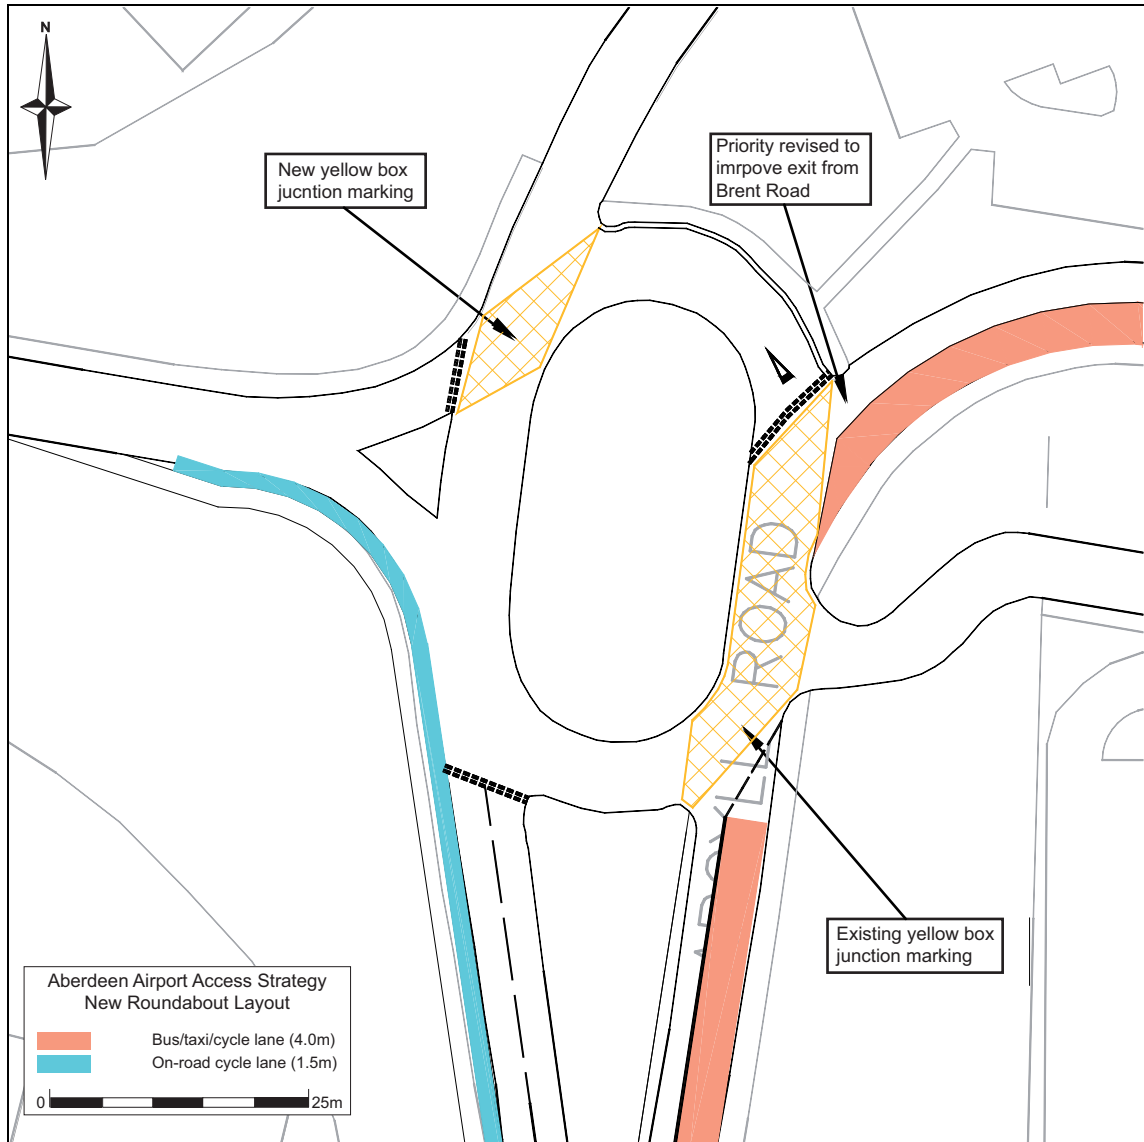 N
New yellow box
jucntion marking
Priority revised to
imrpove exit from
Brent Road
ROAD
Existing yellow box
junction marking
Aberdeen Airport Access Strategy
New Roundabout Layout
Bus/taxi/cycle lane (4.0m)
On-road cycle lane (1.5m)
0 25m